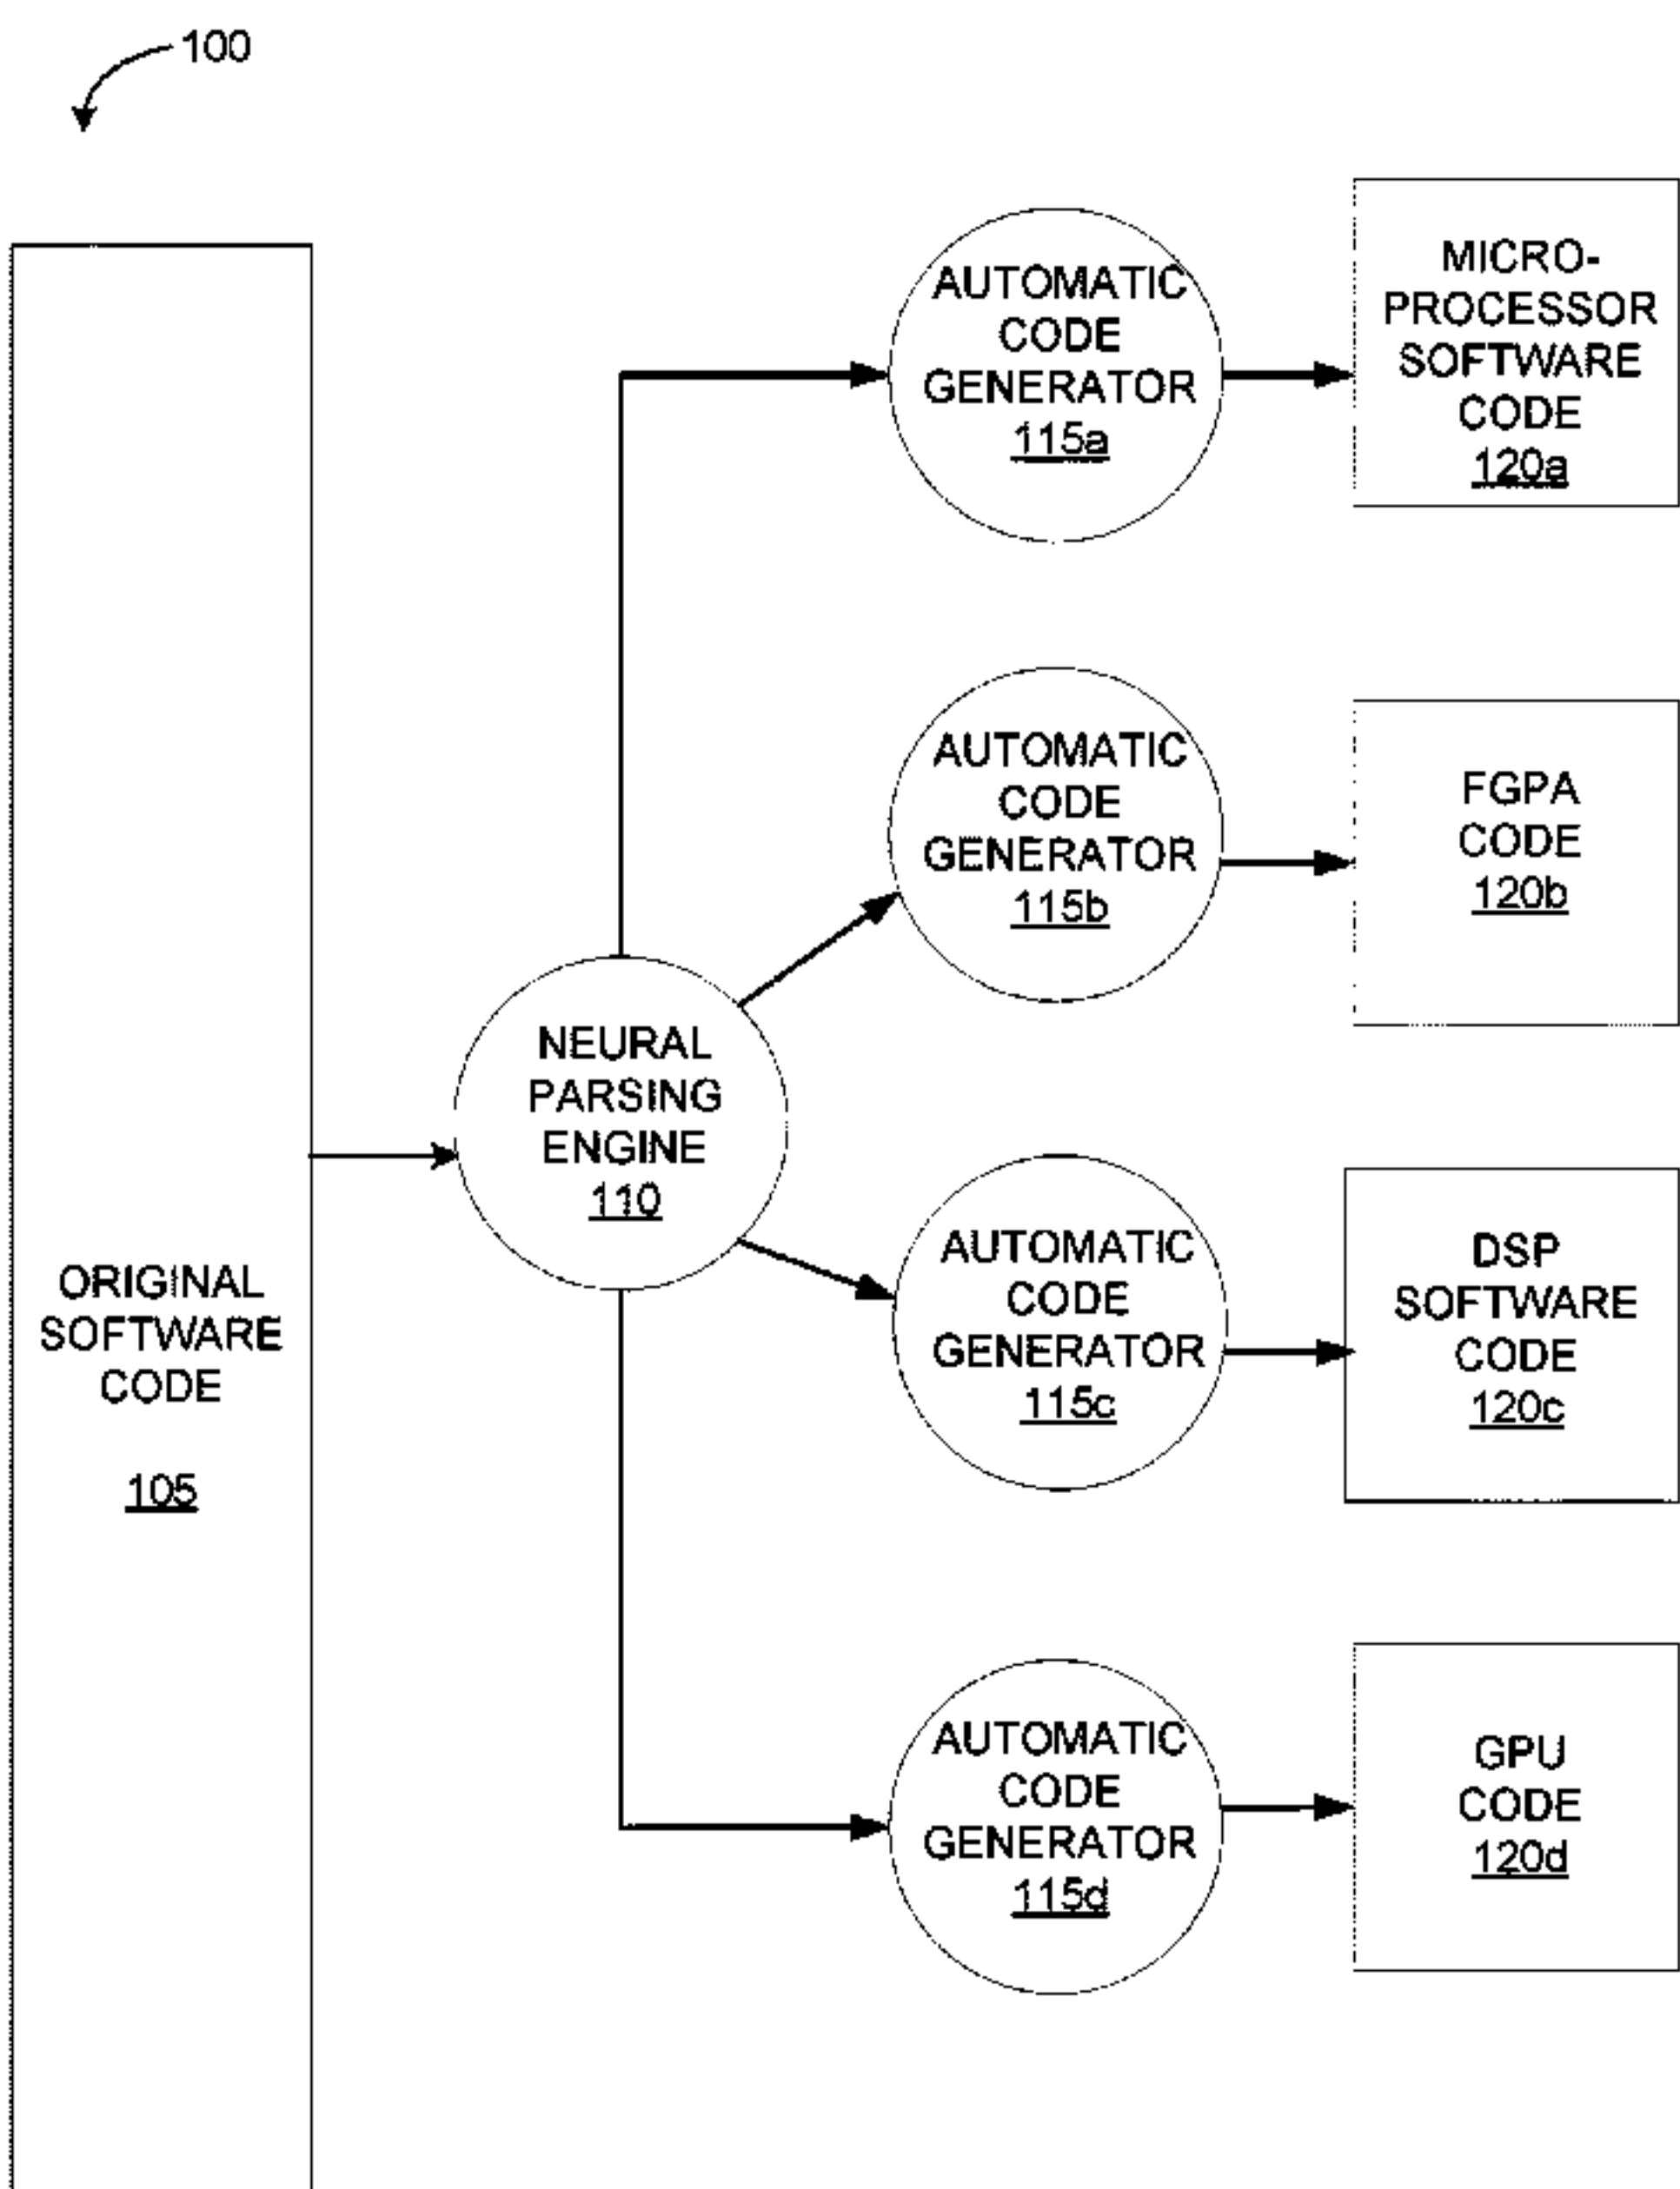 100
ORIGINAL
SOFTWARE
CODE
105
NEURAL
PARSING
ENGINE
110
AUTOMATIC
CODE
GENERATOR
115a
MICRO-
PROCESSOR
SOFTWARE
CODE
120a
AUTOMATIC
CODE
GENERATOR
115b
FGPA
CODE
120b
AUTOMATIC
CODE
GENERATOR
115c
DSP
SOFTWARE
CODE
120c
AUTOMATIC
CODE
GENERATOR
115d
GPU
CODE
120d